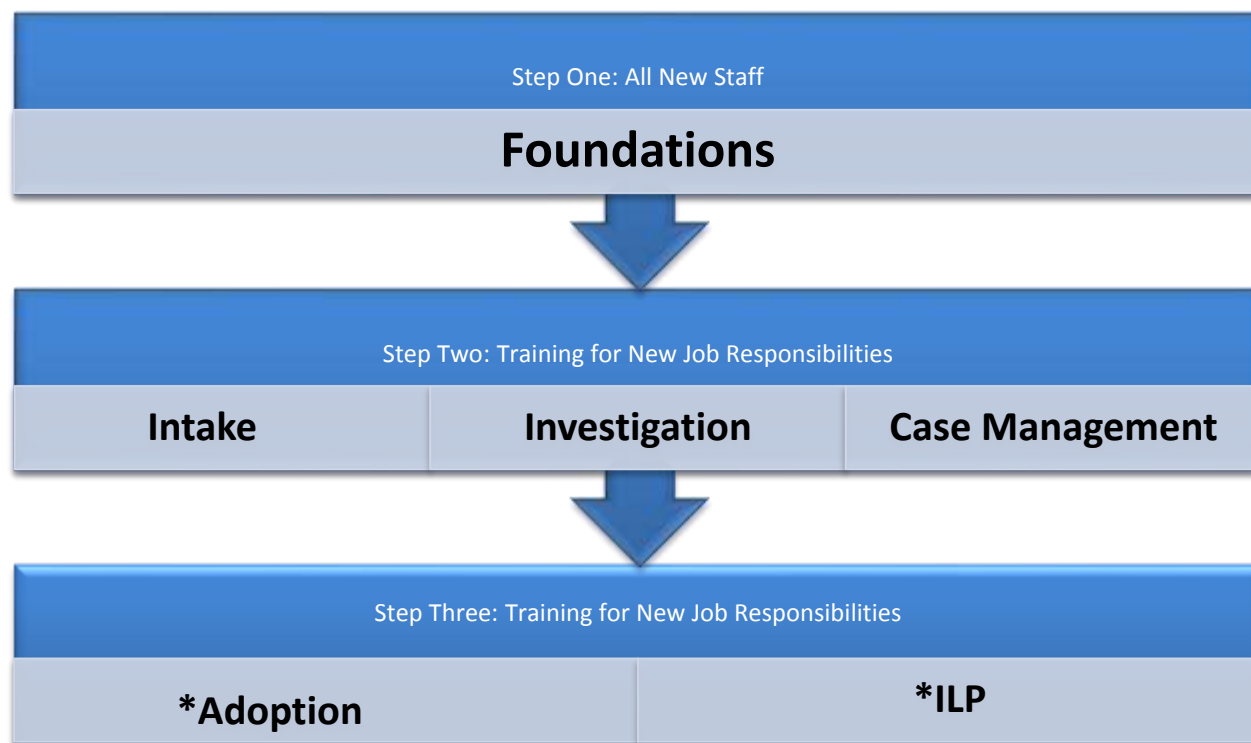 Step One: All New Staff
Foundations
Step Two: Training for New Job Responsibilities
Intake
Investigation
Case Management
Step Three: Training for New Job Responsibilities
*Adoption
*ILP